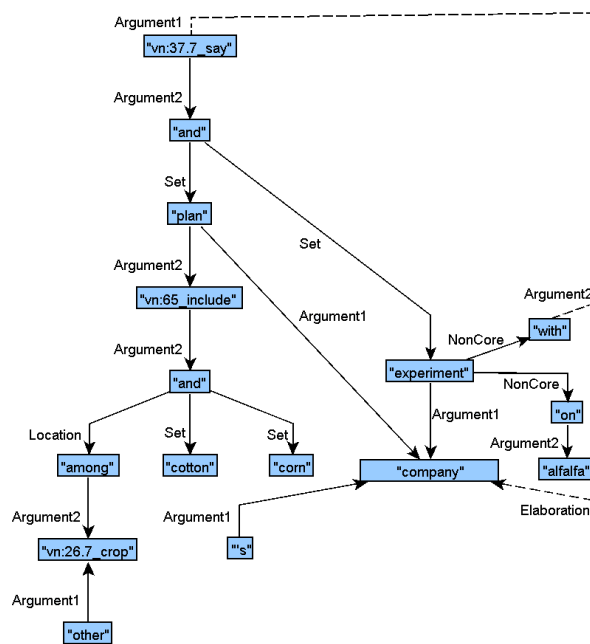 Argument1
"vn:37.7_say"
Argument2
"and"
Set
"plan"
Set
Argument2
"vn:65_include"
Argument1
Argument2
"with"
NonCore
Argument2
"and"
"experiment"
NonCore
Argument1
"on"
Location
Set
Set
Argument2
"among"
"cotton"
"corn"
"company"
"alfalfa"
Argument2
Argument1
Elaboration
"vn:26.7_crop"
"'s"
Argument1
"other"